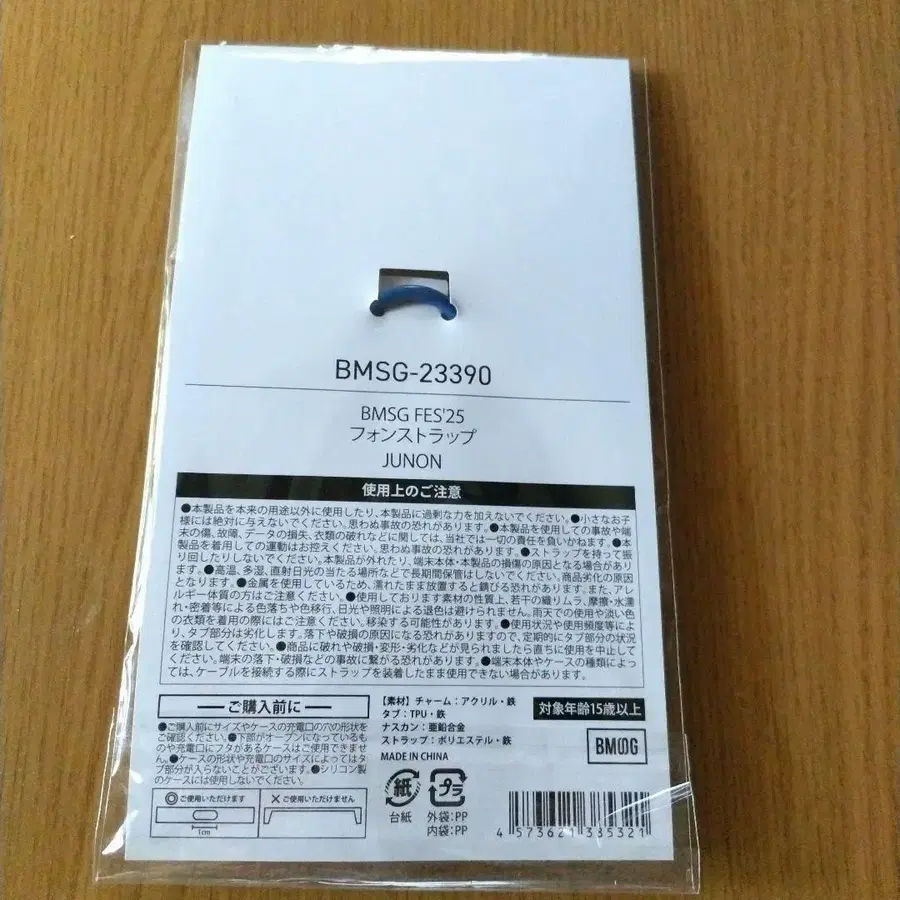 BMSG-23390
BMSG FES'25
フォンストラップ
JUNON
使用上のご注意
●本製品を本来の用途以外に使用したり、本製品に過剰な力を加えないでください。●小さなお子
様には絶対に与えないでください。思わぬ事故の恐れがあります。●本製品を使用しての事故や端
末の傷、故障、データの損失、衣類の破れなどに関しては、当社では一切の責任を負いかねます。●本
製品を着用しての運動はお控えください。思わぬ事故の恐れがあります。●ストラップを持って振
り回したりしないでください。本製品が外れたり、端末本体・本製品の損傷の原因となる場合があり
ます。●高温、多湿、直射日光の当たる場所などで長期間保管はしないでください。商品劣化の原因
となります。●金属を使用しているため、濡れたまま放置すると錆びる恐れがあります。また、アレ
ルギー体質の方はご注意ください。●使用しております素材の性質上、若干の織りムラ、摩擦・水濡
れ・密着等による色落ちや色移行、日光や照明による退色は避けられません。雨天での使用や淡い色
の衣類を着用の際にはご注意ください。移染する可能性があります。●使用状況や使用頻度等によ
り、タブ部分は劣化します。落下や破損の原因になる恐れがありますので、定期的にタブ部分の状況
を確認してください。●商品に破れや破損・変形・劣化などが見られましたら直ちに使用を中止して
ください。端末の落下・破損などの事故に繋がる恐れがあります。●端末本体やケースの種類によっ
ては、ケーブルを接続する際にストラップを装着したまま使用できない場合があります。
ご購入前に
●ご購入前にサイズやケースの充電口の穴の形状を
ご確認ください。●下部がオープンになっているも
のや充電口にフタがあるケースはご使用できませ
ん。●ケースの形状や充電口のサイズによってはタ
ブ部分が入らないことがございます。●シリコン製
のケースには使用しないでください。
◎ご使用いただけます
1cm
×ご使用いただけません
【素材】チャーム：アクリル・鉄
タブ：TPU・鉄
ナスカン：亜鉛合金
ストラップ：ポリエステル・鉄
MADE IN CHINA
紙
台紙
プラ
外袋：PP
内袋：PP
対象年齢15歳以上
BMSG
4 573621 385321